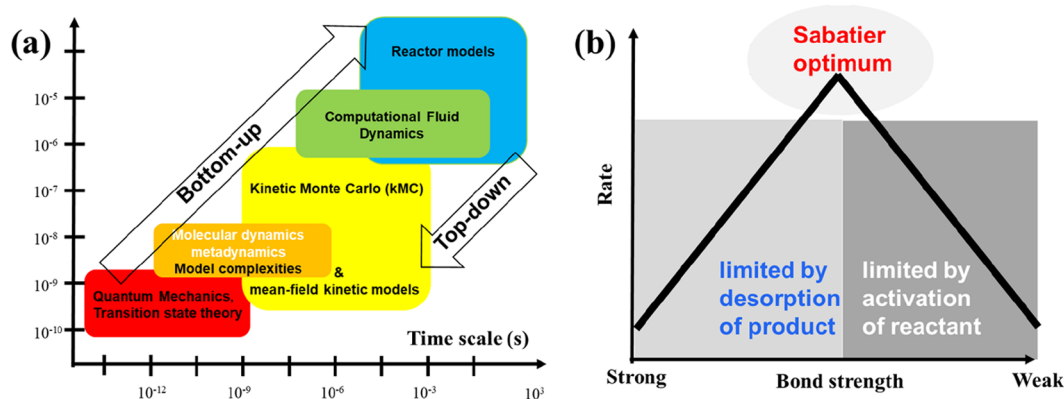 (a)
Reactor models
Computational Fluid
Dynamics
Bottom-up
Kinetic Monte Carlo (kMC)
Top-down
Molecular dynamics
metadynamics
Model complexities
&
mean-field kinetic models
Quantum Mechanics,
Transition state theory
10-5
10-6
10-7
10-8
10-9
10-10
Time scale (s)
10-12
10-9
10-6
10-3
103
(b)
Sabatier
optimum
Rate
limited by
desorption
of product
limited by
activation
of reactant
Strong
Bond strength
Weak